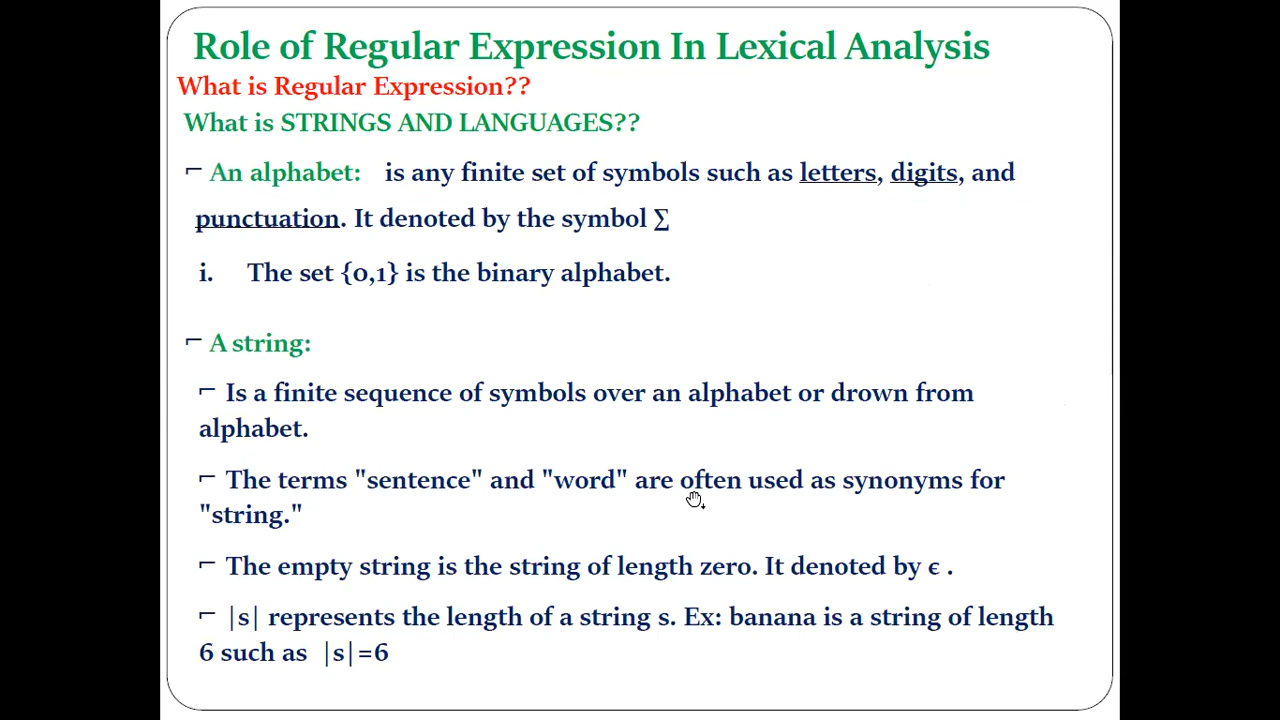 Role of Regular Expression In Lexical Analysis
What is Regular Expression??
What is STRINGS AND LANGUAGES??
⌐ An alphabet: is any finite set of symbols such as letters, digits, and
punctuation. It denoted by the symbol ∑
i. The set {0,1} is the binary alphabet.
⌐ A string:
⌐ Is a finite sequence of symbols over an alphabet or drown from
alphabet.
⌐ The terms "sentence" and "word" are often used as synonyms for
"string."
⌐ The empty string is the string of length zero. It denoted by ϵ .
⌐ |s| represents the length of a string s. Ex: banana is a string of length
6 such as |s|=6